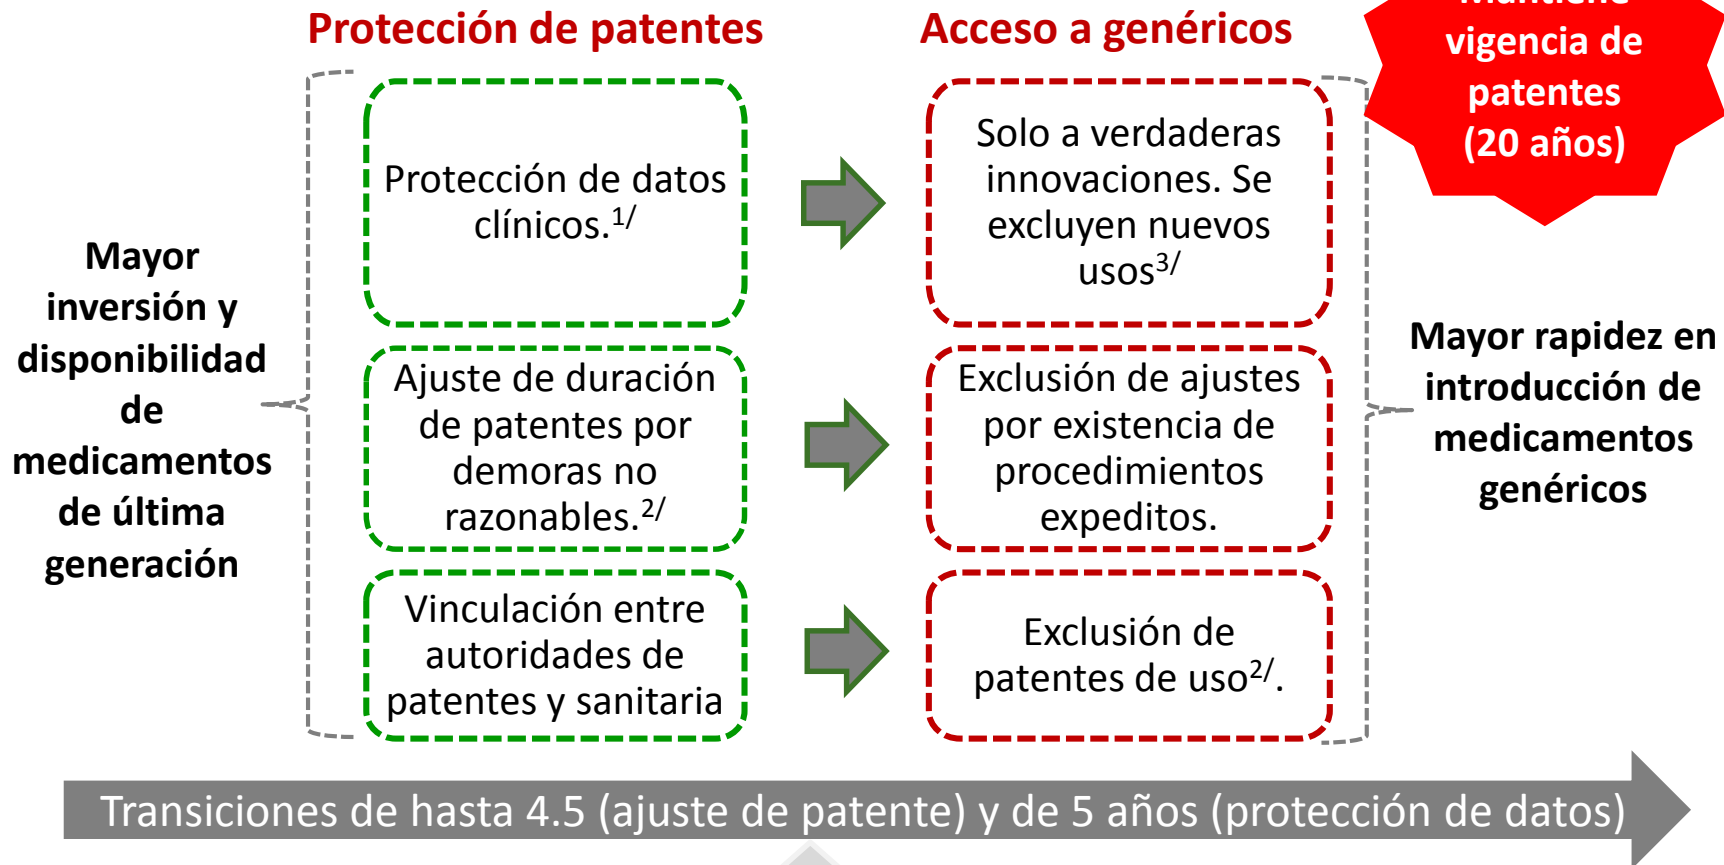 Protección de patentes
Acceso a genéricos
Mantiene
vigencia de
patentes
(20 años)
Mayor
inversión y
disponibilidad
de
medicamentos
de última
generación
Protección de datos
clínicos.1/
Solo a verdaderas
innovaciones. Se
excluyen nuevos
usos3/
Ajuste de duración
de patentes por
demoras no
razonables.2/
Exclusión de ajustes
por existencia de
procedimientos
expeditos.
Vinculación entre
autoridades de
patentes y sanitaria
Exclusión de
patentes de uso2/.
Mayor rapidez en
introducción de
medicamentos
genéricos
Transiciones de hasta 4.5 (ajuste de patente) y de 5 años (protección de datos)